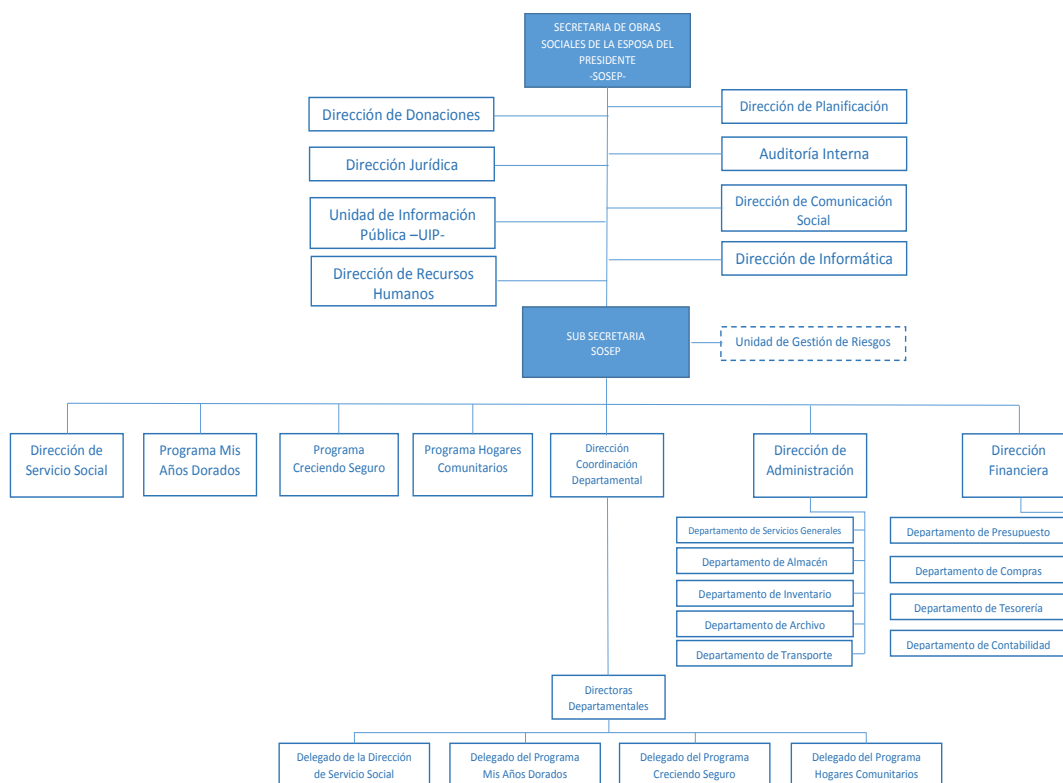 SECRETARIA DE OBRAS
SOCIALES DE LA ESPOSA DEL
PRESIDENTE
-SOSEP-
Dirección de Donaciones
Dirección de Planificación
Dirección Jurídica
Auditoría Interna
Unidad de Información
Pública –UIP-
Dirección de Comunicación
Social
Dirección de Recursos
Humanos
Dirección de Informática
SUB SECRETARIA
SOSEP
Unidad de Gestión de Riesgos
Dirección de
Servicio Social
Programa Mis
Años Dorados
Programa
Creciendo Seguro
Programa Hogares
Comunitarios
Dirección
Coordinación
Departamental
Dirección de
Administración
Dirección
Financiera
Departamento de Servicios Generales
Departamento de Almacén
Departamento de Inventario
Departamento de Archivo
Departamento de Transporte
Departamento de Presupuesto
Departamento de Compras
Departamento de Tesorería
Departamento de Contabilidad
Directoras
Departamentales
Delegado de la Dirección
de Servicio Social
Delegado del Programa
Mis Años Dorados
Delegado del Programa
Creciendo Seguro
Delegado del Programa
Hogares Comunitarios